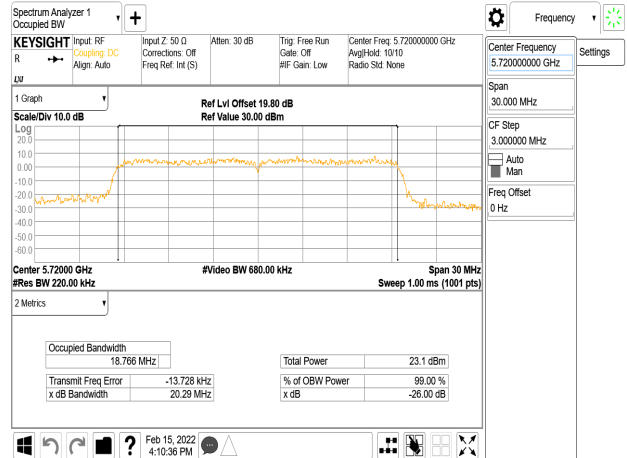 Spectrum Analyzer 1
Occupied BW
Frequency
KEYSIGHT
R
Input: RF
Coupling: DC
Align: Auto
Input Z: 50 Ω
Corrections: Off
Freq Ref: Int (S)
Atten: 30 dB
Trig: Free Run
Gate: Off
#IF Gain: Low
Center Freq: 5.720000000 GHz
Avg|Hold: 10/10
Radio Std: None
Center Frequency
5.720000000 GHz
Settings
Span
30.000 MHz
CF Step
3.000000 MHz
Auto
Man
Freq Offset
0 Hz
1 Graph
Scale/Div 10.0 dB
Ref Lvl Offset 19.80 dB
Ref Value 30.00 dBm
Log
20.0
10.0
0.00
-10.0
-20.0
-30.0
-40.0
-50.0
-60.0
Center 5.72000 GHz
#Video BW 680.00 kHz
Span 30 MHz
#Res BW 220.00 kHz
Sweep 1.00 ms (1001 pts)
2 Metrics
Occupied Bandwidth
18.766 MHz
Total Power 23.1 dBm
Transmit Freq Error -13.728 kHz
% of OBW Power 99.00 %
x dB Bandwidth 20.29 MHz
x dB -26.00 dB
?
Feb 15, 2022
4:10:36 PM